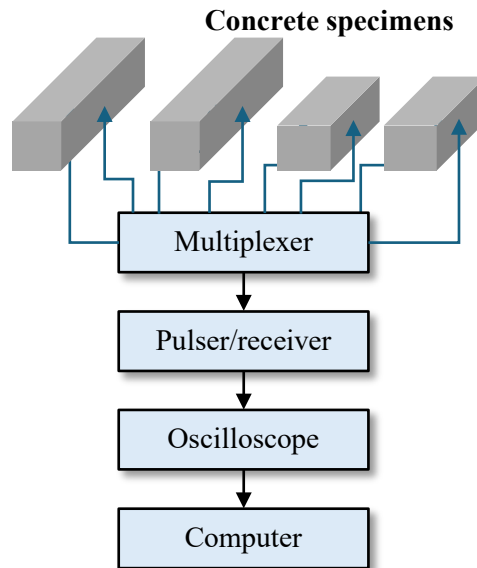 Concrete specimens
Multiplexer
Pulser/receiver
Oscilloscope
Computer